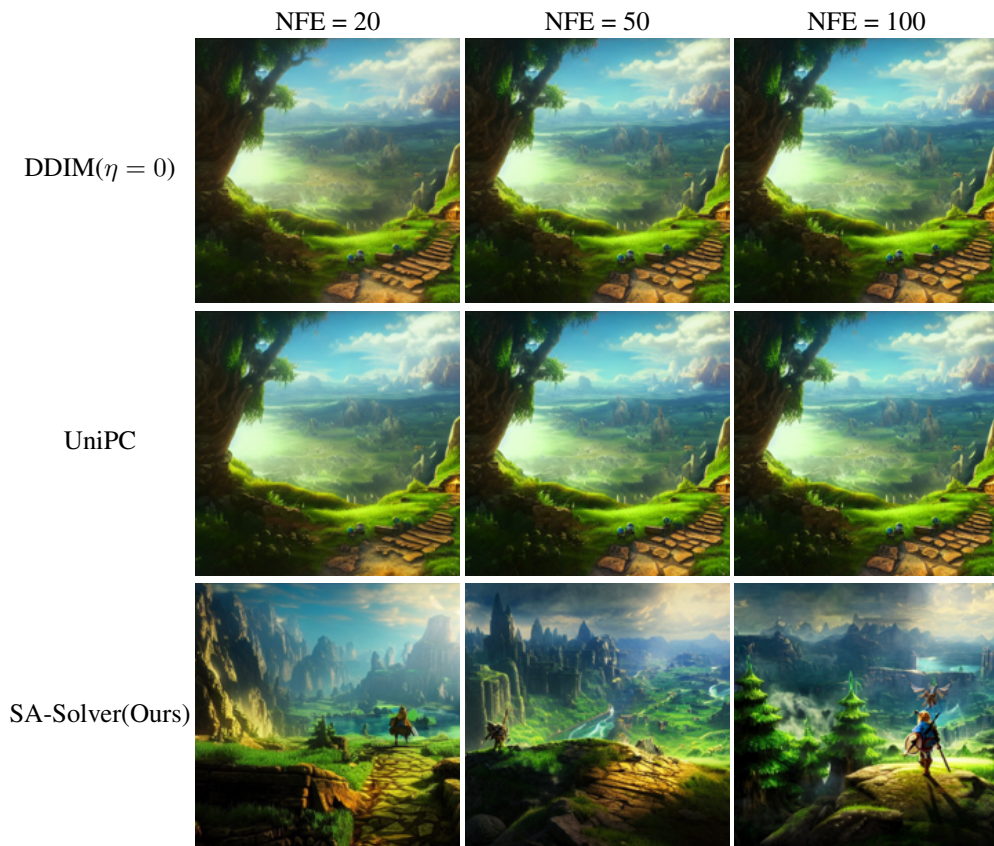 NFE = 20 NFE = 50 NFE = 100
DDIM(η = 0)
UniPC
SA-Solver(Ours)